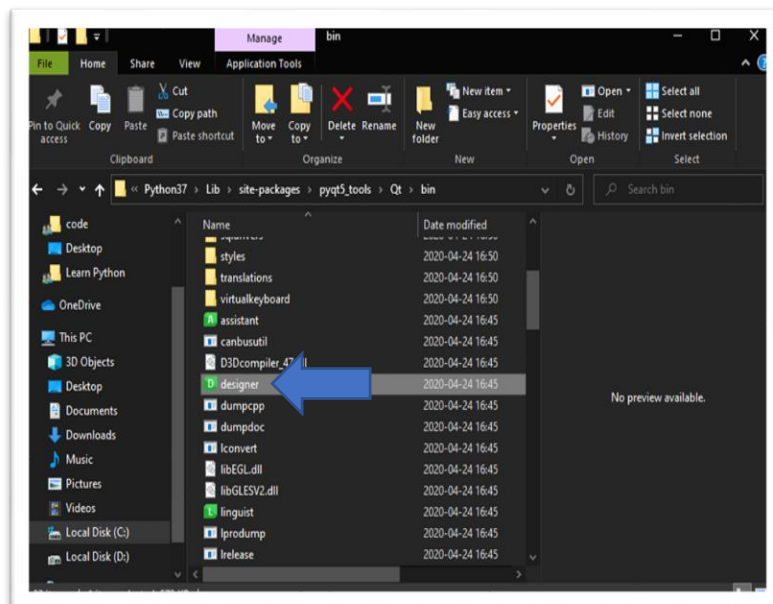 Manage bin
File Home Share View Application Tools
Pin to Quick access
Copy
Paste
Cut
Copy path
Paste shortcut
Clipboard
Move to
Copy to
Delete
Rename
Organize
New folder
New item
Easy access
New
Properties
Open
Edit
History
Open
Select all
Select none
Invert selection
Select
« Python37 > Lib > site-packages > pyqt5_tools > Qt > bin
Search bin
code
Desktop
Learn Python
OneDrive
This PC
3D Objects
Desktop
Documents
Downloads
Music
Pictures
Videos
Local Disk (C:)
Local Disk (D:)
Name Date modified
styles 2020-04-24 16:50
translations 2020-04-24 16:50
virtualkeyboard 2020-04-24 16:50
assistant 2020-04-24 16:45
canbusutil 2020-04-24 16:45
2020-04-24 16:45
designer 2020-04-24 16:45
dumpcpp 2020-04-24 16:45
dumpdoc 2020-04-24 16:45
lconvert 2020-04-24 16:45
libEGL.dll 2020-04-24 16:45
libGLESV2.dll 2020-04-24 16:45
linguist 2020-04-24 16:45
lprodump 2020-04-24 16:45
lrelease 2020-04-24 16:45
No preview available.